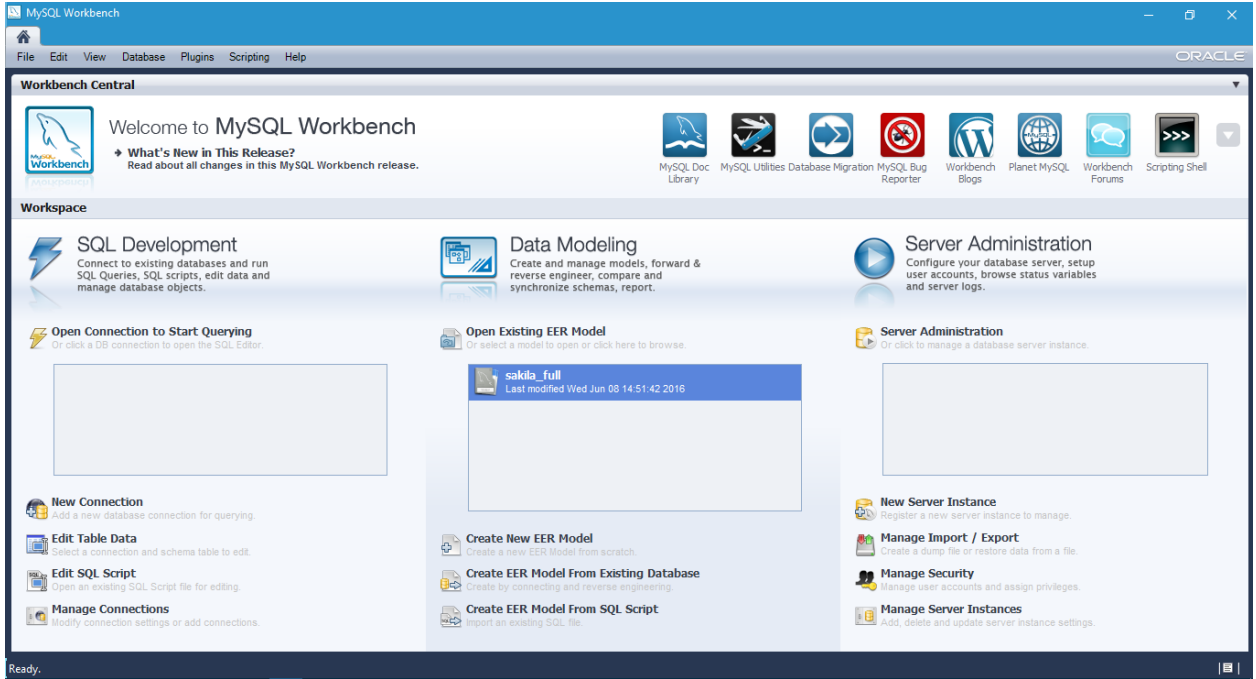 MySQL Workbench
File Edit View Database Plugins Scripting Help
ORACLE
Workbench Central
MySQL
Workbench
Welcome to MySQL Workbench
What's New in This Release?
Read about all changes in this MySQL Workbench release.
MySQL Doc
Library
MySQL Utilities
Database Migration
MySQL Bug
Reporter
Workbench
Blogs
MySQL
Planet MySQL
Workbench
Forums
>>>
Scripting Shell
Workspace
SQL Development
Connect to existing databases and run
SQL Queries, SQL scripts, edit data and
manage database objects.
Open Connection to Start Querying
Or click a DB connection to open the SQL Editor.
New Connection
Add a new database connection for querying.
Edit Table Data
Select a connection and schema table to edit.
Edit SQL Script
Open an existing SQL Script file for editing.
Manage Connections
Modify connection settings or add connections.
Data Modeling
Create and manage models, forward &
reverse engineer, compare and
synchronize schemas, report.
Open Existing EER Model
Or select a model to open or click here to browse.
sakila_full
Last modified Wed Jun 08 14:51:42 2016
Create New EER Model
Create a new EER Model from scratch.
Create EER Model From Existing Database
Create by connecting and reverse engineering.
Create EER Model From SQL Script
Import an existing SQL file.
Server Administration
Configure your database server, setup
user accounts, browse status variables
and server logs.
Server Administration
Or click to manage a database server instance.
New Server Instance
Register a new server instance to manage.
Manage Import / Export
Create a dump file or restore data from a file.
Manage Security
Manage user accounts and assign privileges.
Manage Server Instances
Add, delete and update server instance settings.
Ready.